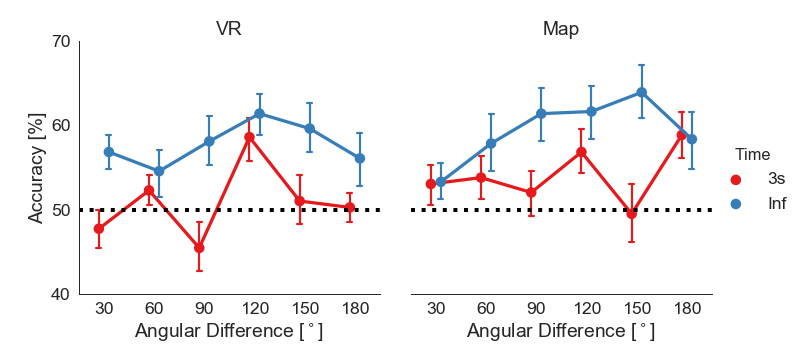 VR
Map
70
60
50
40
Accuracy [%]
30 60 90 120 150 180
30 60 90 120 150 180
Angular Difference [°]
Angular Difference [°]
Time
3s
Inf